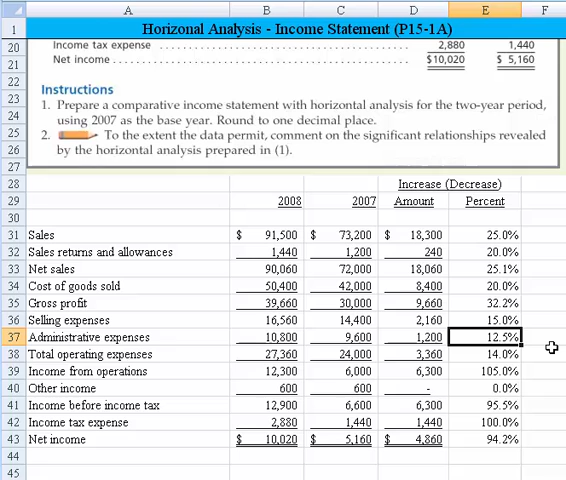 A B C D E F
1 Horizonal Analysis - Income Statement (P15-1A)
20 Income tax expense ................................ 2,880 1,440
21 Net income ................................ $10,020 $ 5,160
22 Instructions
23 1. Prepare a comparative income statement with horizontal analysis for the two-year period,
24 using 2007 as the base year. Round to one decimal place.
25 2. To the extent the data permit, comment on the significant relationships revealed
26 by the horizontal analysis prepared in (1).
27
28 Increase (Decrease)
29 2008 2007 Amount Percent
30
31 Sales $ 91,500 $ 73,200 $ 18,300 25.0%
32 Sales returns and allowances 1,440 1,200 240 20.0%
33 Net sales 90,060 72,000 18,060 25.1%
34 Cost of goods sold 50,400 42,000 8,400 20.0%
35 Gross profit 39,660 30,000 9,660 32.2%
36 Selling expenses 16,560 14,400 2,160 15.0%
37 Administrative expenses 10,800 9,600 1,200 12.5%
38 Total operating expenses 27,360 24,000 3,360 14.0%
39 Income from operations 12,300 6,000 6,300 105.0%
40 Other income 600 600 - 0.0%
41 Income before income tax 12,900 6,600 6,300 95.5%
42 Income tax expense 2,880 1,440 1,440 100.0%
43 Net income $ 10,020 $ 5,160 $ 4,860 94.2%
44
45